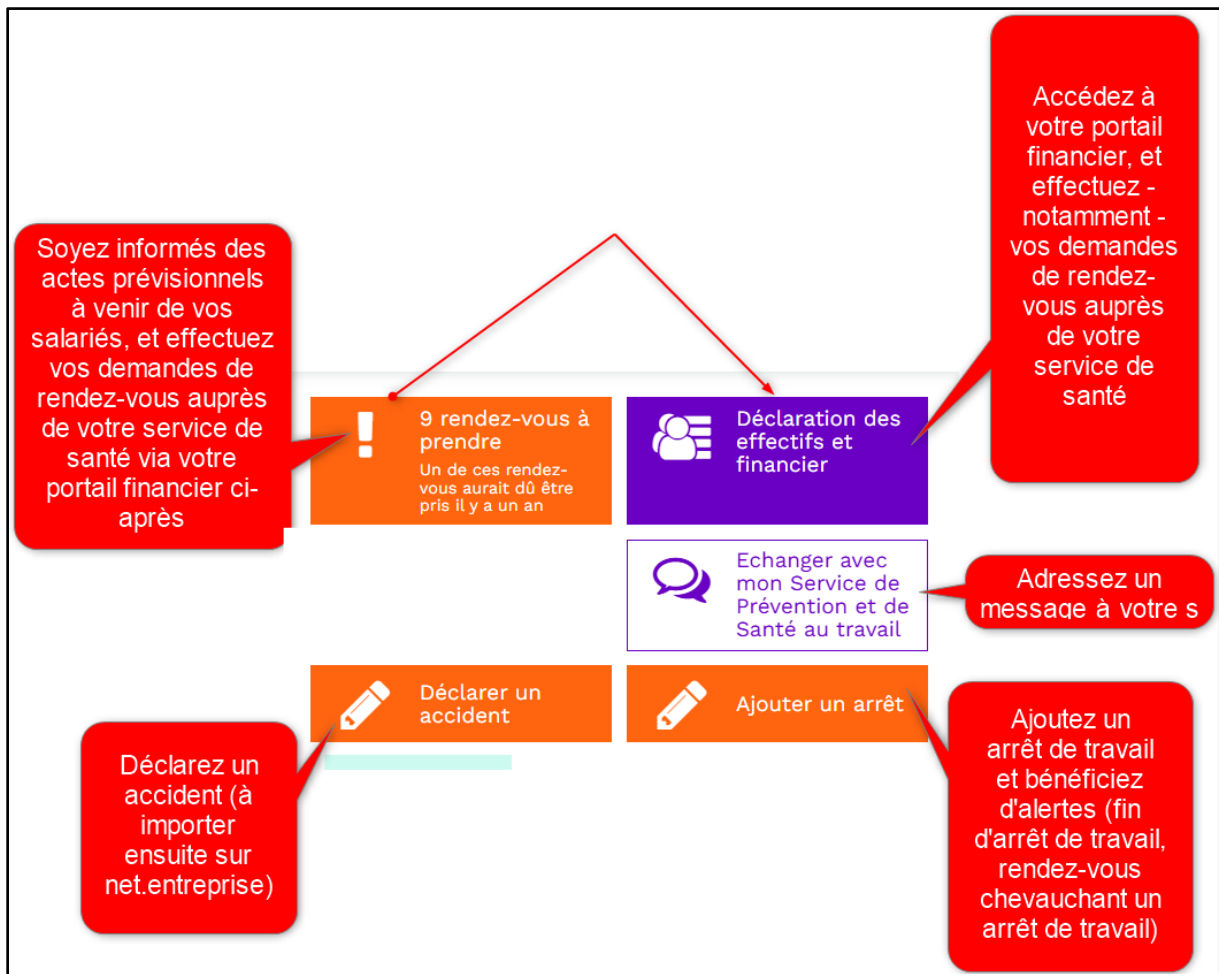 Accédez à
votre portail
financier, et
effectuez -
notamment -
vos demandes
de rendez-
vous auprès
de votre
service de
santé
Soyez informés des
actes prévisionnels
à venir de vos
salariés, et effectuez
vos demandes de
rendez-vous auprès
de votre service de
santé via votre
portail financier ci-
après
9 rendez-vous à
prendre
Un de ces rendez-
vous aurait dû être
pris il y a un an
Déclaration des
effectifs et
financier
Echanger avec
mon Service de
Prévention et de
Santé au travail
Adressez un
message à votre s
Déclarer un
accident
Ajouter un arrêt
Déclarez un
accident (à
importer
ensuite sur
net.entreprise)
Ajoutez un
arrêt de travail
et bénéficiez
d'alertes (fin
d'arrêt de travail,
rendez-vous
chevauchant un
arrêt de travail)